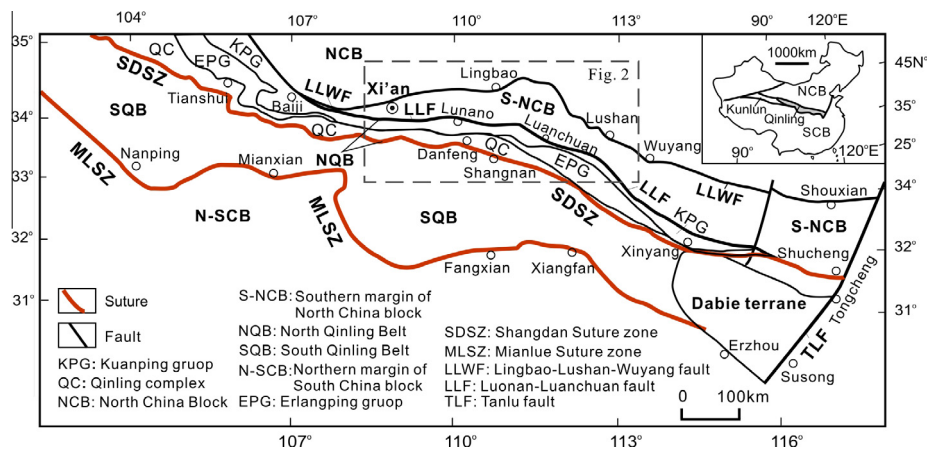 104°
107°
110°
113°
90°
120°E
35°
QC
KPG
NCB
Lingbao
Fig. 2
1000km
45°N
EPG
SDSZ
LLWF
Xi'an
S-NCB
NCB
SQB
Tianshui
Baiji
LLF
Lunano
Lushan
Kunlun
Qinling
35°
34°
QC
Luanchuan
Wuyang
SCB
25°
Nanping
Mianxian
NQB
Danfeng
QC
EPG
90°
120°E
33°
MLSZ
Shangnan
LLF
LLWF
Shouxian
34°
N-SCB
MLSZ
SQB
SDSZ
KPG
S-NCB
32°
Xinyang
Shucheng
32°
Fangxian
Xiangfan
Tongcheng
31°
S-NCB: Southern margin of
North China block
Dabie terrane
31°
Suture
Fault
NQB: North Qinling Belt
SDSZ: Shangdan Suture zone
SQB: South Qinling Belt
MLSZ: Mianlue Suture zone
Erzhou
TLF
KPG: Kuanping gruop
N-SCB: Northern margin of
South China block
LLWF: Lingbao-Lushan-Wuyang fault
Susong
QC: Qinling complex
LLF: Luonan-Luanchuan fault
NCB: North China Block
EPG: Erlangping gruop
TLF: Tanlu fault
0 100km
107°
110°
113°
116°